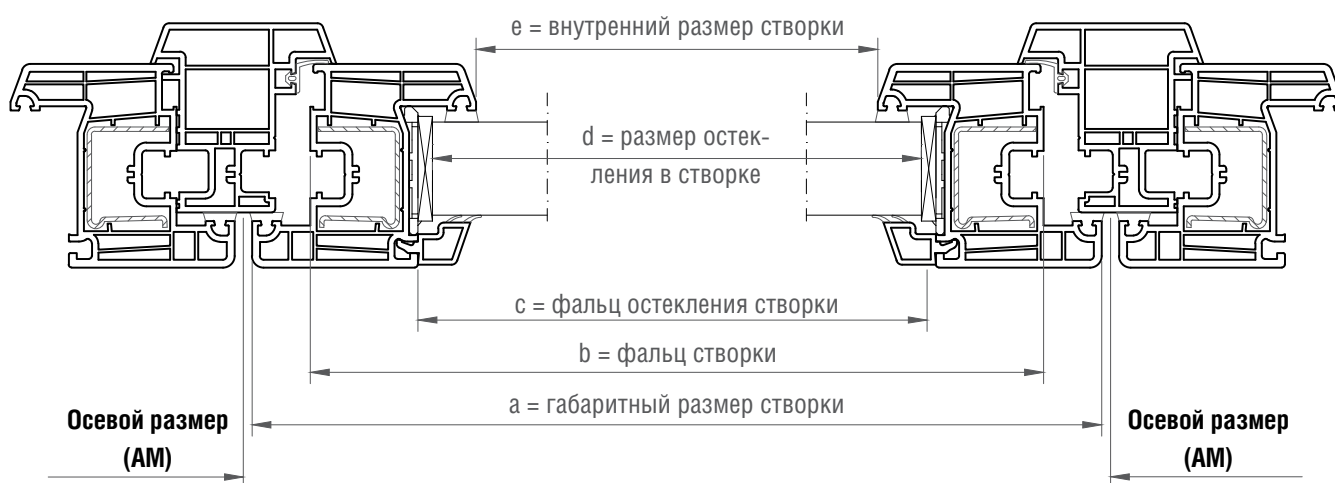 e = внутренний размер створки
d = размер остек-
ления в створке
c = фальц остекления створки
b = фальц створки
a = габаритный размер створки
Осевой размер
(AM)
Осевой размер
(AM)